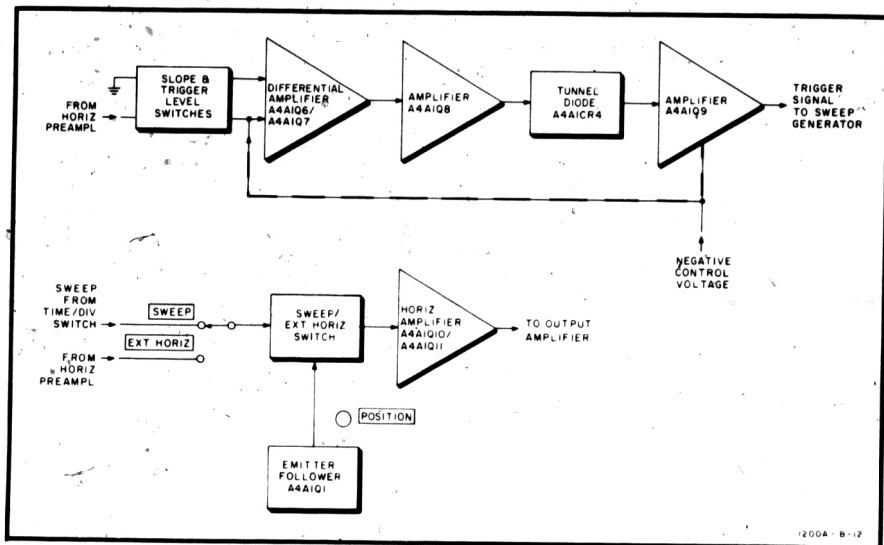 SLOPE &
TRIGGER
LEVEL
SWITCHES
FROM
HORIZ
PREAMPL
DIFFERENTIAL
AMPLIFIER
A4A1Q6/
A4A1Q7
AMPLIFIER
A4A1Q8
TUNNEL
DIODE
A4A1CR4
AMPLIFIER
A4A1Q9
TRIGGER
SIGNAL
TO SWEEP
GENERATOR
NEGATIVE
CONTROL
VOLTAGE
SWEEP
FROM
TIME/DIV
SWITCH
SWEEP
EXT HORIZ
FROM
HORIZ
PREAMPL
SWEEP/
EXT HORIZ
SWITCH
HORIZ
AMPLIFIER
A4A1Q10/
A4A1Q11
TO OUTPUT
AMPLIFIER
POSITION
EMITTER
FOLLOWER
A4A1Q1
1200A-B-12